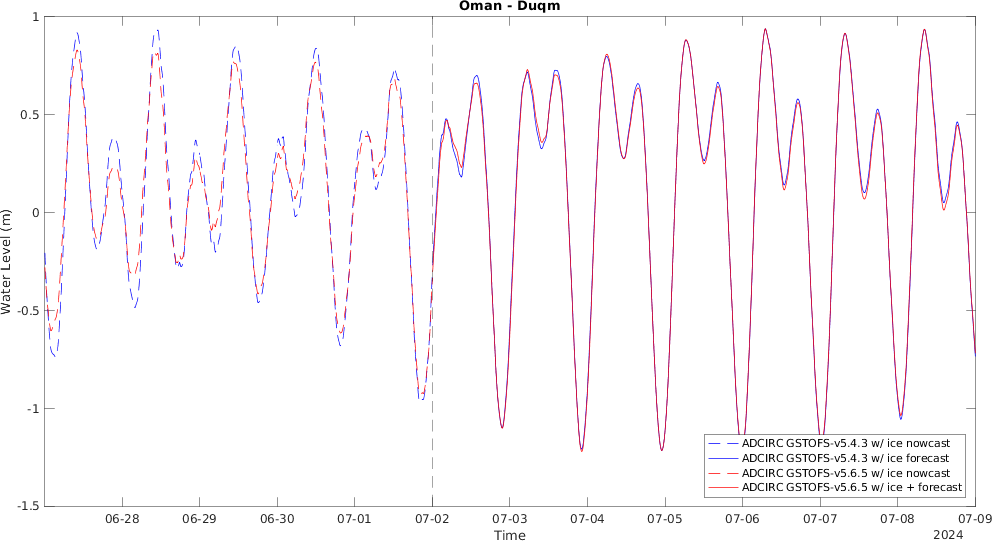 Oman - Duqm
1
0.5
0
-0.5
-1
-1.5
Water Level (m)
ADCIRC GSTOFS-v5.4.3 w/ ice nowcast
ADCIRC GSTOFS-v5.4.3 w/ ice forecast
ADCIRC GSTOFS-v5.6.5 w/ ice nowcast
ADCIRC GSTOFS-v5.6.5 w/ ice + forecast
06-28 06-29 06-30 07-01 07-02 07-03 07-04 07-05 07-06 07-07 07-08 07-09
Time
2024